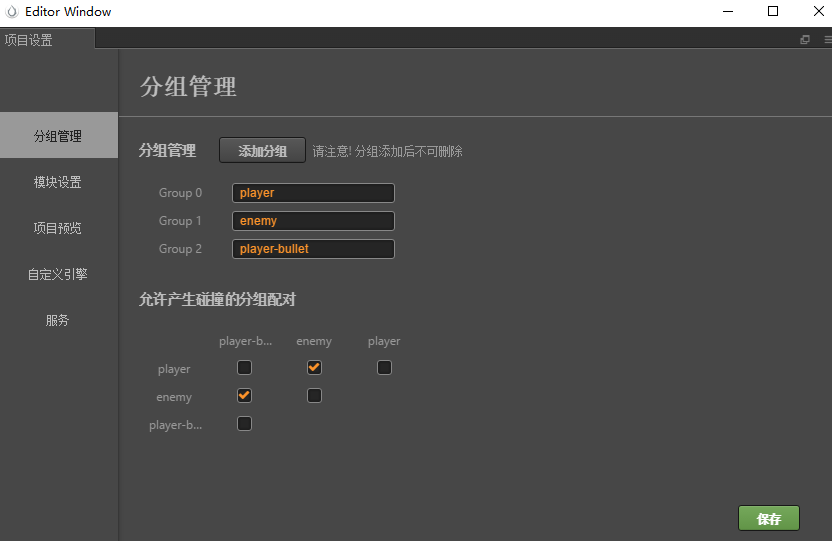 Editor Window
项目设置
分组管理
分组管理
模块设置
项目预览
自定义引擎
服务
分组管理 添加分组 请注意! 分组添加后不可删除
Group 0 player
Group 1 enemy
Group 2 player-bullet
允许产生碰撞的分组配对
player-b... enemy player
player
enemy
player-b...
保存